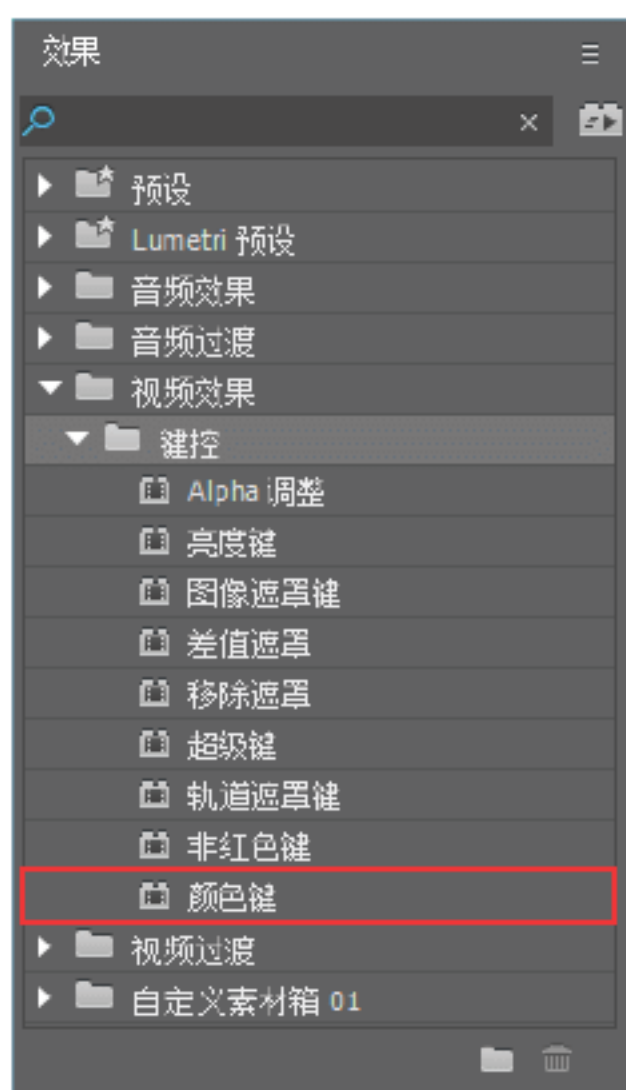 效果
预设
Lumetri 预设
音频效果
音频过渡
视频效果
键控
Alpha 调整
亮度键
图像遮罩键
差值遮罩
移除遮罩
超级键
轨道遮罩键
非红色键
颜色键
视频过渡
自定义素材箱 01